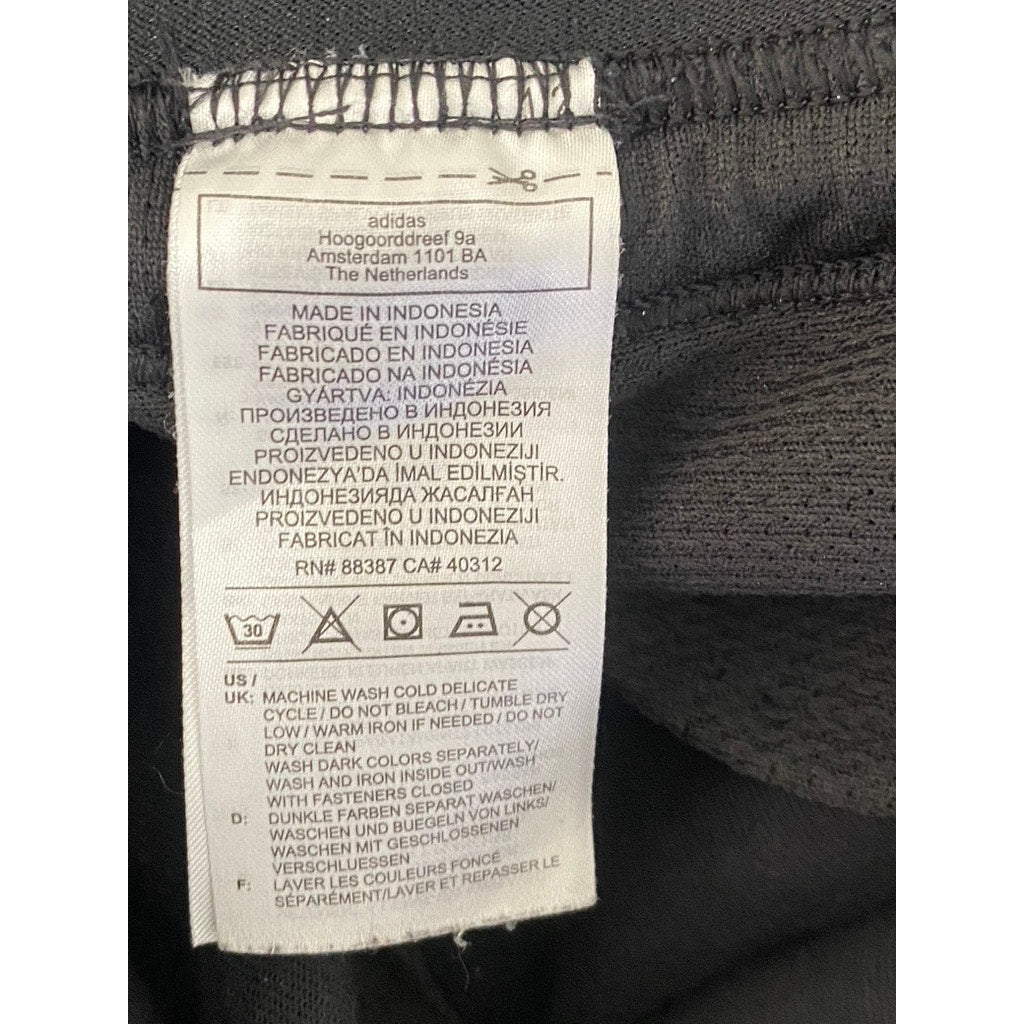 adidas
Hoogoorddreef 9a
Amsterdam 1101 BA
The Netherlands
MADE IN INDONESIA
FABRIQUÉ EN INDONÉSIE
FABRICADO EN INDONESIA
FABRICADO NA INDONÉSIA
GYÁRTVA: INDONÉZIA
ПРОИЗВЕДЕНО В ИНДОНЕЗИЯ
СДЕЛАНО В ИНДОНЕЗИИ
PROIZVEDENO U INDONEZIJI
ENDONEZYA'DA İMAL EDİLMİŞTİR.
ИНДОНЕЗИЯДА ЖАСАЛҒАН
PROIZVEDENO U INDONEZIJI
FABRICAT ÎN INDONEZIA
RN# 88387 CA# 40312
30
US /
UK: MACHINE WASH COLD DELICATE
CYCLE / DO NOT BLEACH / TUMBLE DRY
LOW / WARM IRON IF NEEDED / DO NOT
DRY CLEAN
WASH DARK COLORS SEPARATELY/
WASH AND IRON INSIDE OUT/WASH
WITH FASTENERS CLOSED
D: DUNKLE FARBEN SEPARAT WASCHEN/
WASCHEN UND BUEGELN VON LINKS/
WASCHEN MIT GESCHLOSSENEN
VERSCHLUESSEN
F: LAVER LES COULEURS FONCÉ
SÉPARÉMENT/LAVER ET REPASSER LE